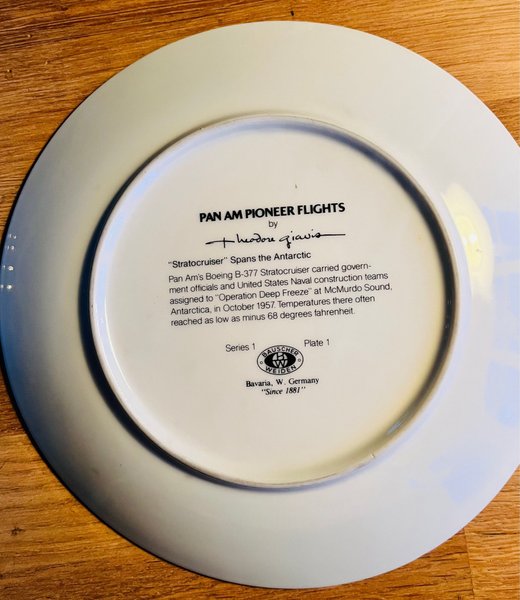 PAN AM PIONEER FLIGHTS
by
theodore giavis
"Stratocruiser" Spans the Antarctic
Pan Am's Boeing B-377 Stratocruiser carried govern-
ment officials and United States Naval construction teams
assigned to "Operation Deep Freeze" at McMurdo Sound,
Antarctica, in October 1957. Temperatures there often
reached as low as minus 68 degrees fahrenheit.
Series 1 Plate 1
BAUSCHER
WEIDEN
Bavaria, W. Germany
"Since 1881"